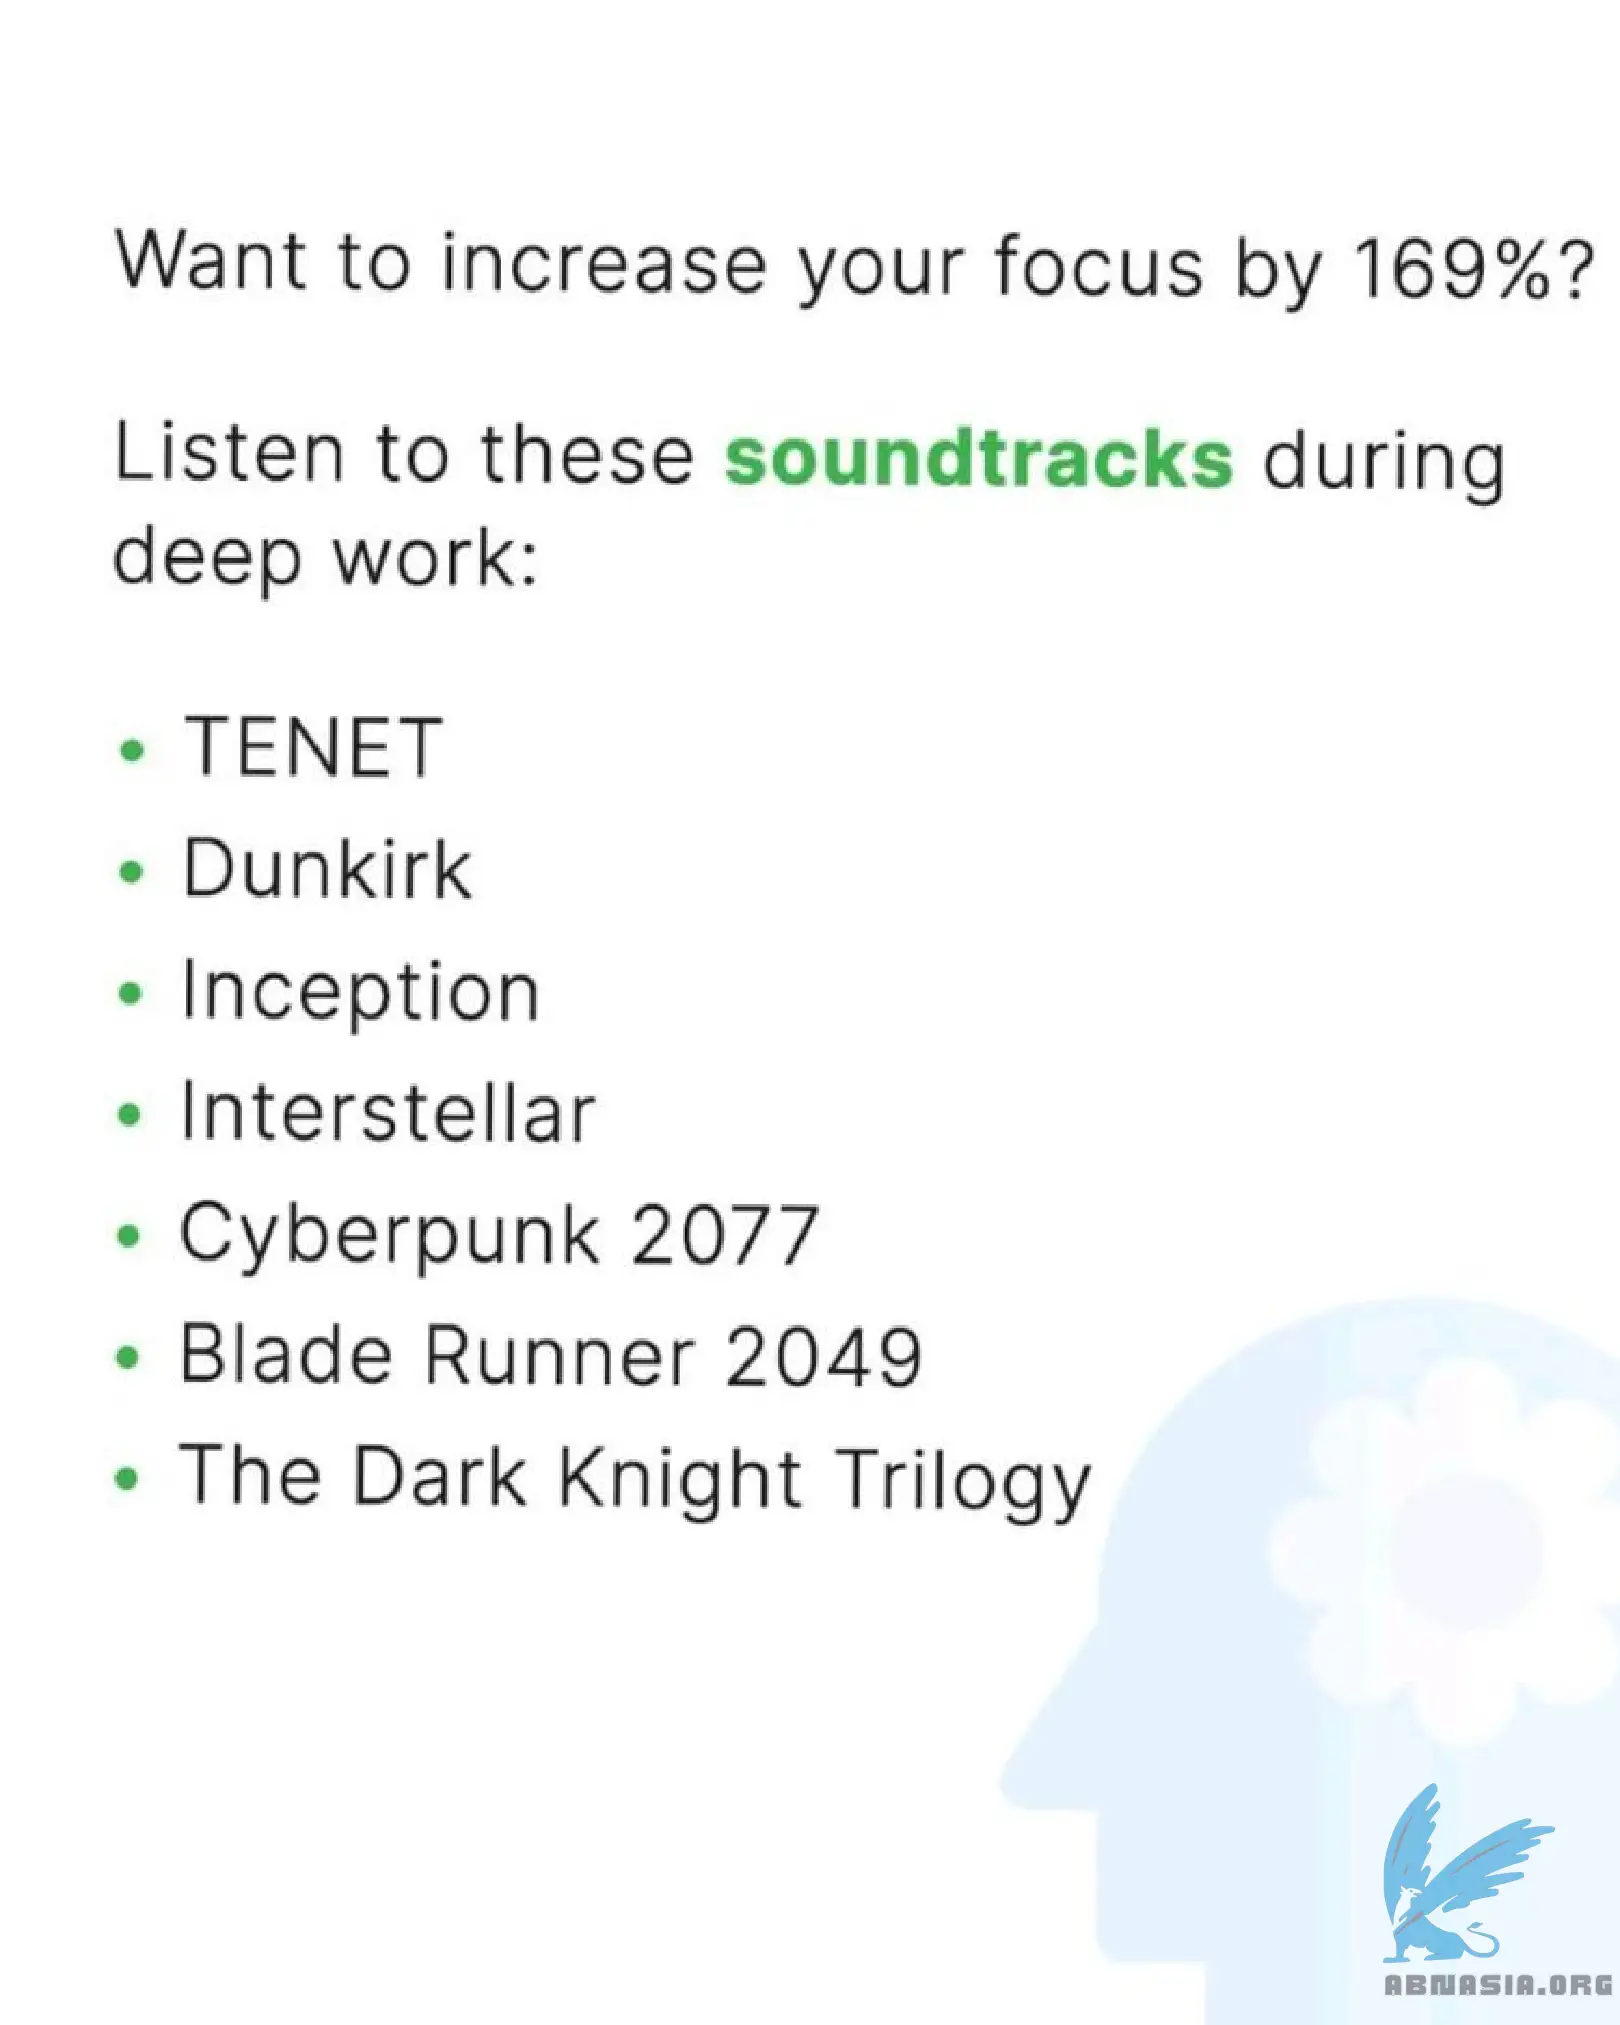 Want to increase your focus by 169%?
Listen to these soundtracks during
deep work:
• TENET
• Dunkirk
• Inception
• Interstellar
• Cyberpunk 2077
• Blade Runner 2049
• The Dark Knight Trilogy
ABNASIA.ORG